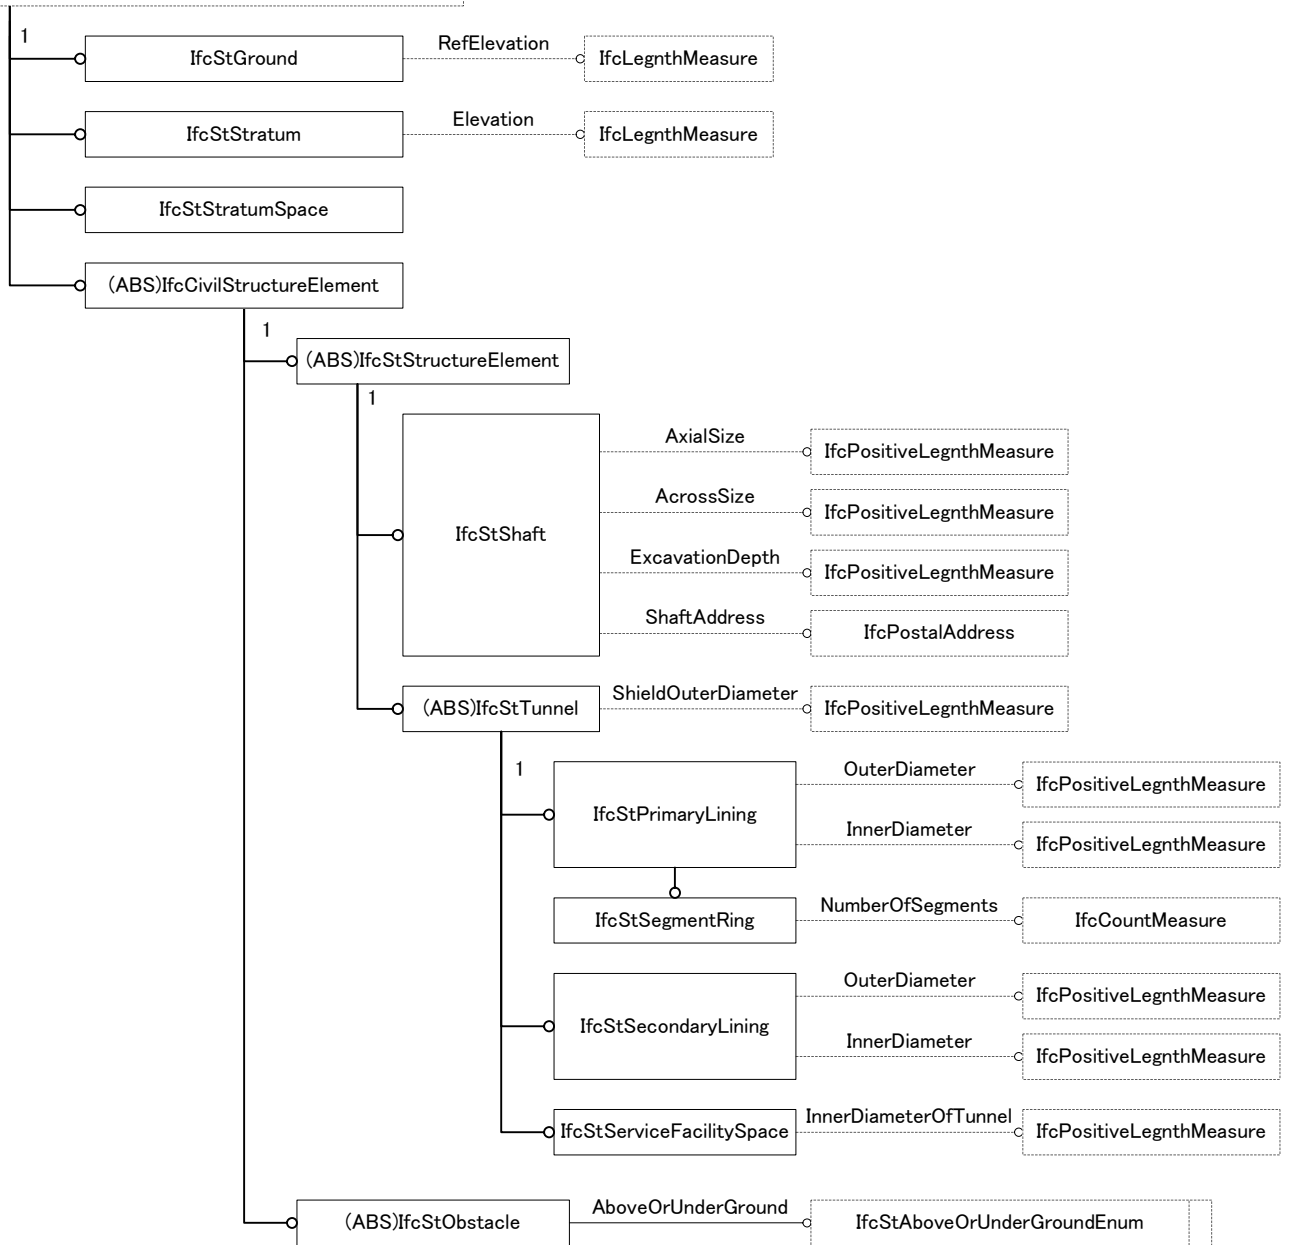 1
IfcStGround
RefElevation
IfcLegnthMeasure
IfcStStratum
Elevation
IfcLegnthMeasure
IfcStStratumSpace
(ABS)IfcCivilStructureElement
1
(ABS)IfcStStructureElement
1
IfcStShaft
AxialSize
IfcPositiveLegnthMeasure
AcrossSize
IfcPositiveLegnthMeasure
ExcavationDepth
IfcPositiveLegnthMeasure
ShaftAddress
IfcPostalAddress
(ABS)IfcStTunnel
ShieldOuterDiameter
IfcPositiveLegnthMeasure
1
IfcStPrimaryLining
OuterDiameter
IfcPositiveLegnthMeasure
InnerDiameter
IfcPositiveLegnthMeasure
IfcStSegmentRing
NumberOfSegments
IfcCountMeasure
IfcStSecondaryLining
OuterDiameter
IfcPositiveLegnthMeasure
InnerDiameter
IfcPositiveLegnthMeasure
IfcStServiceFacilitySpace
InnerDiameterOfTunnel
IfcPositiveLegnthMeasure
(ABS)IfcStObstacle
AboveOrUnderGround
IfcStAboveOrUnderGroundEnum